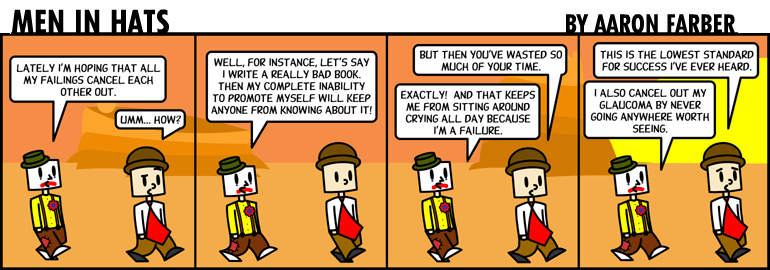 MEN IN HATS
BY AARON FARBER
LATELY I'M HOPING THAT ALL
MY FAILINGS CANCEL EACH
OTHER OUT.
UMM... HOW?
WELL, FOR INSTANCE, LET'S SAY
I WRITE A REALLY BAD BOOK.
THEN MY COMPLETE INABILITY
TO PROMOTE MYSELF WILL KEEP
ANYONE FROM KNOWING ABOUT IT!
BUT THEN YOU'VE WASTED SO
MUCH OF YOUR TIME.
EXACTLY! AND THAT KEEPS
ME FROM SITTING AROUND
CRYING ALL DAY BECAUSE
I'M A FAILURE.
THIS IS THE LOWEST STANDARD
FOR SUCCESS I'VE EVER HEARD.
I ALSO CANCEL OUT MY
GLAUCOMA BY NEVER
GOING ANYWHERE WORTH
SEEING.